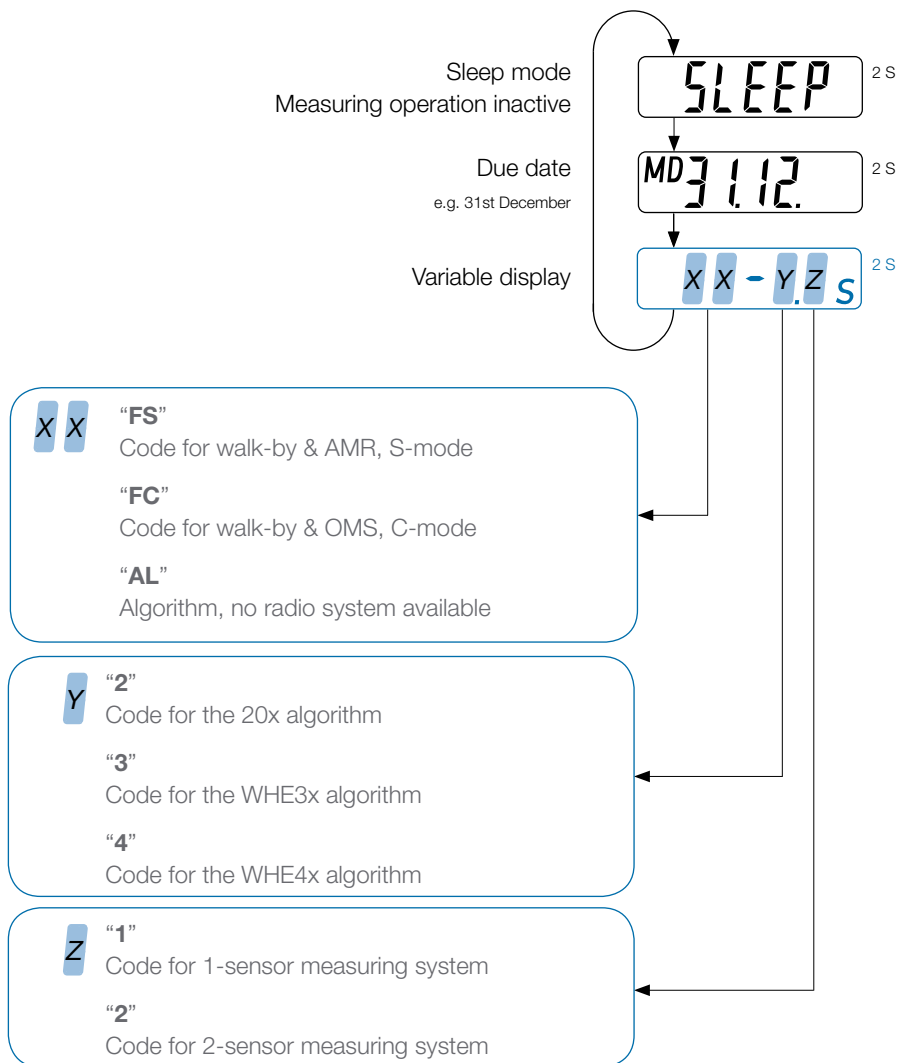 Sleep mode
Measuring operation inactive
SLEEP
2 S
Due date
e.g. 31st December
MD 31.12.
2 S
Variable display
X X - Y.Z S
2 S
X X
“FS”
Code for walk-by & AMR, S-mode
“FC”
Code for walk-by & OMS, C-mode
“AL”
Algorithm, no radio system available
Y
“2”
Code for the 20x algorithm
“3”
Code for the WHE3x algorithm
“4”
Code for the WHE4x algorithm
Z
“1”
Code for 1-sensor measuring system
“2”
Code for 2-sensor measuring system